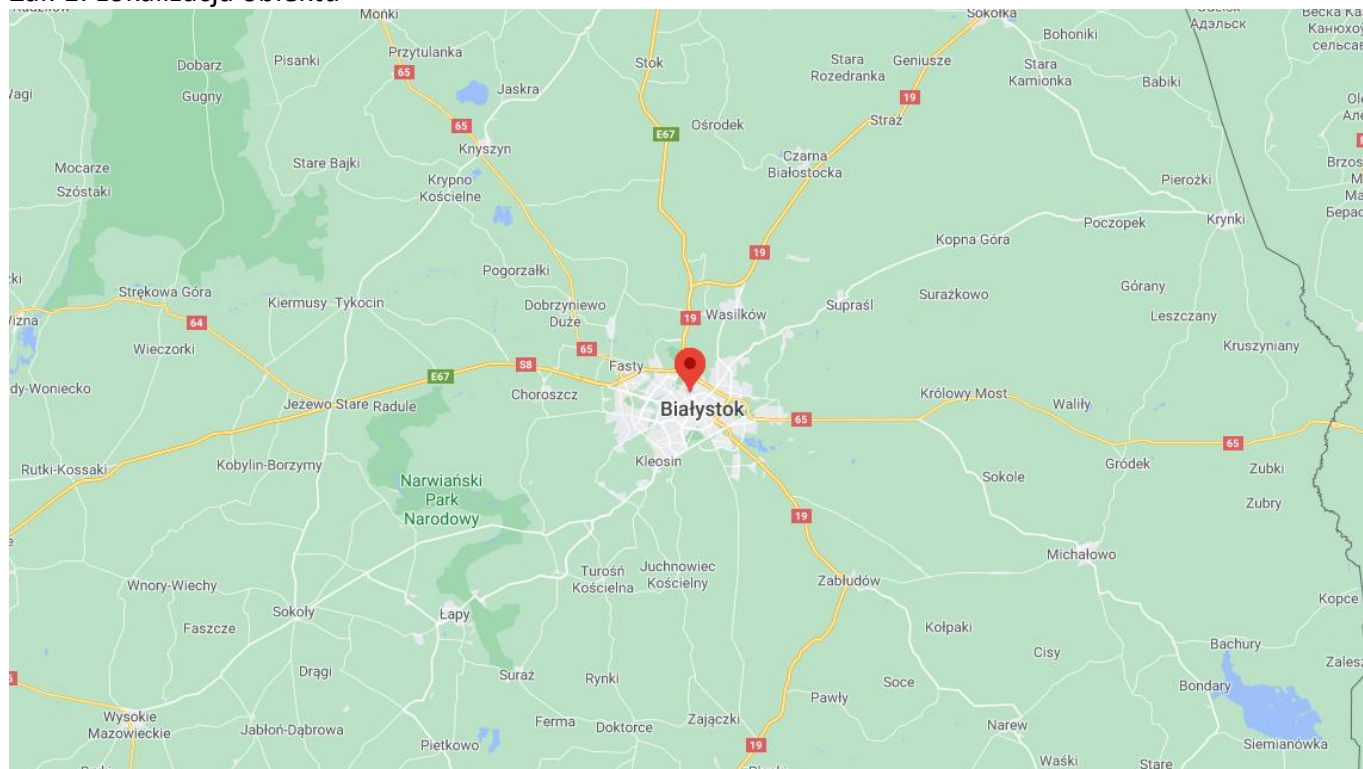 Mońki
Sokółka
Адэльск
Bohoniki
Dobarz
Pisanki
Przytulanka
65
Stok
Stara
Rozedranka
Geniusze
Stara
Kamionka
Babiki
Gugny
Jaskra
19
65
E67
Ośrodek
Straż
Knyszyn
Mocarze
Szóstaki
Stare Bajki
Krypno
Kościelne
Czarna
Białostocka
Pierożki
Poczopek
Krynki
Kopna Góra
19
Pogorzałki
Strękowa Góra
Kiermusy
Tykocin
Dobrzyniewo
Duże
Supraśl
Surażkowo
Górany
Wizna
64
19
Wasilków
Leszczany
Wieczorki
65
Kruszyniany
S8
Fasty
E67
Choroszcz
Królowy Most
Waliły
Jeżewo Stare
Radule
Białystok
65
65
Rutki-Kossaki
Kobylin-Borzymy
Kleosin
Gródek
Zubki
Narwiański
Park
Narodowy
Sokole
Zubry
19
Michałowo
Wnory-Wiechy
Turośń
Kościelna
Juchnowiec
Kościelny
Zabłudów
Sokoły
Łapy
Kopce
Faszcze
Kołpaki
Bachury
Cisy
Drągi
Suraż
Rynki
Soce
Bondary
Pawły
Wysokie
Mazowieckie
Jabłoń-Dąbrowa
Ferma
Doktorce
Zajączki
Narew
Pietkowo
19
Siemianówka
Waśki
Stare